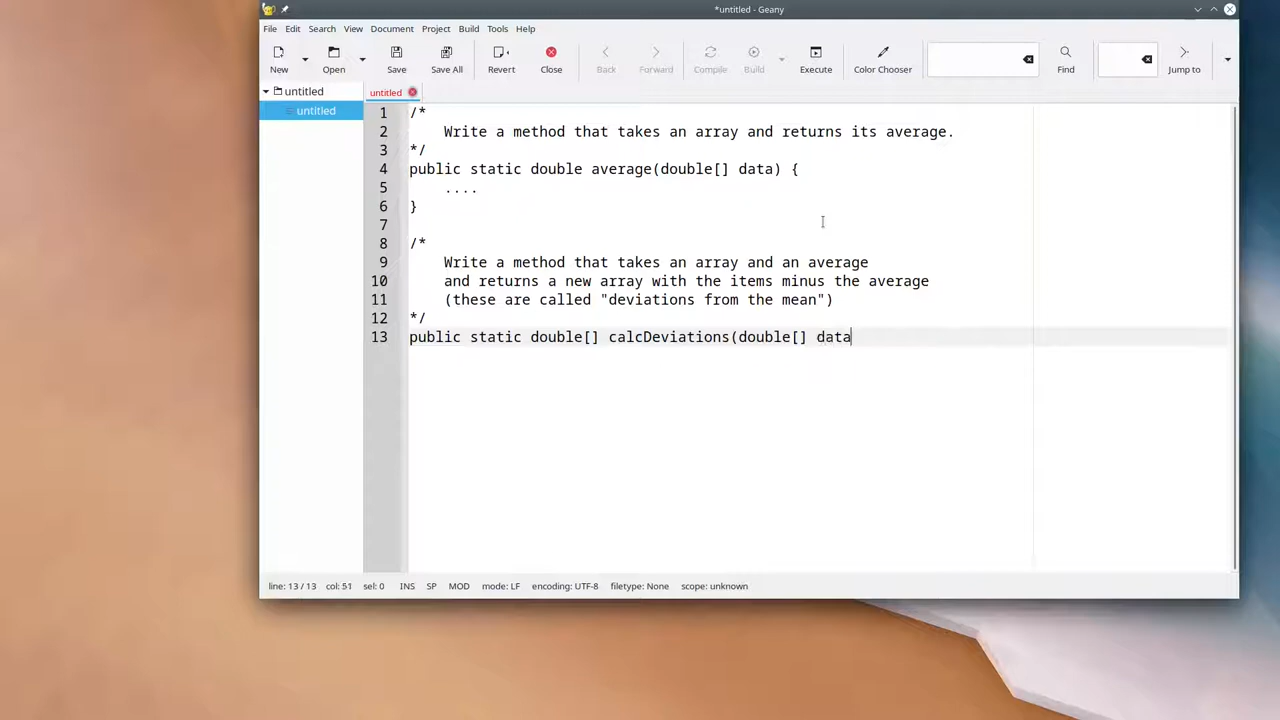 *untitled - Geany
File Edit Search View Document Project Build Tools Help
New Open Save Save All Revert Close Back Forward Compile Build Execute Color Chooser Find Jump to
untitled
untitled
untitled
1 /*
2     Write a method that takes an array and returns its average.
3 */
4 public static double average(double[] data) {
5     ....
6 }
7
8 /*
9     Write a method that takes an array and an average
10     and returns a new array with the items minus the average
11     (these are called "deviations from the mean")
12 */
13 public static double[] calcDeviations(double[] data
line: 13 / 13 col: 51 sel: 0 INS SP MOD mode: LF encoding: UTF-8 filetype: None scope: unknown